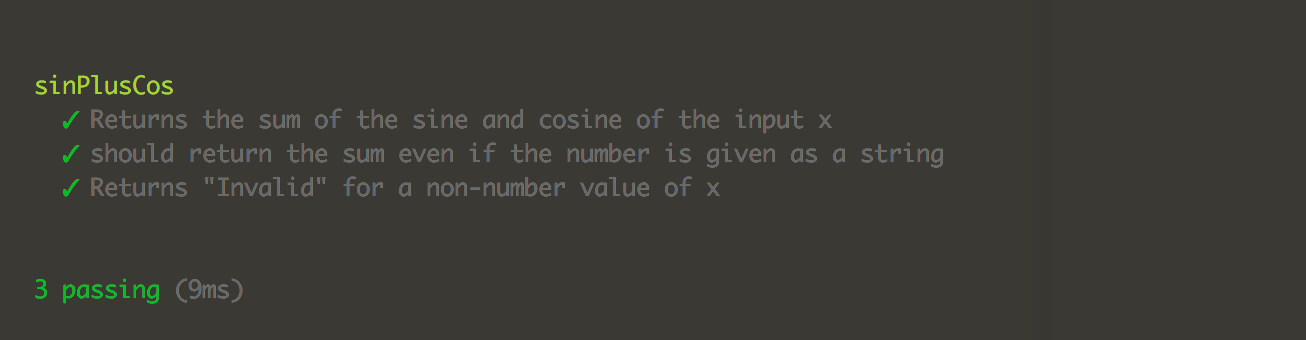 sinPlusCos
✓ Returns the sum of the sine and cosine of the input x
✓ should return the sum even if the number is given as a string
✓ Returns "Invalid" for a non-number value of x
3 passing (9ms)